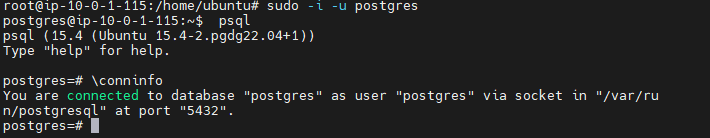 root@ip-10-0-1-115:/home/ubuntu# sudo -i -u postgres
postgres@ip-10-0-1-115:~$  psql
psql (15.4 (Ubuntu 15.4-2.pgdg22.04+1))
Type "help" for help.

postgres=# \conninfo
You are connected to database "postgres" as user "postgres" via socket in "/var/ru
n/postgresql" at port "5432".
postgres=#